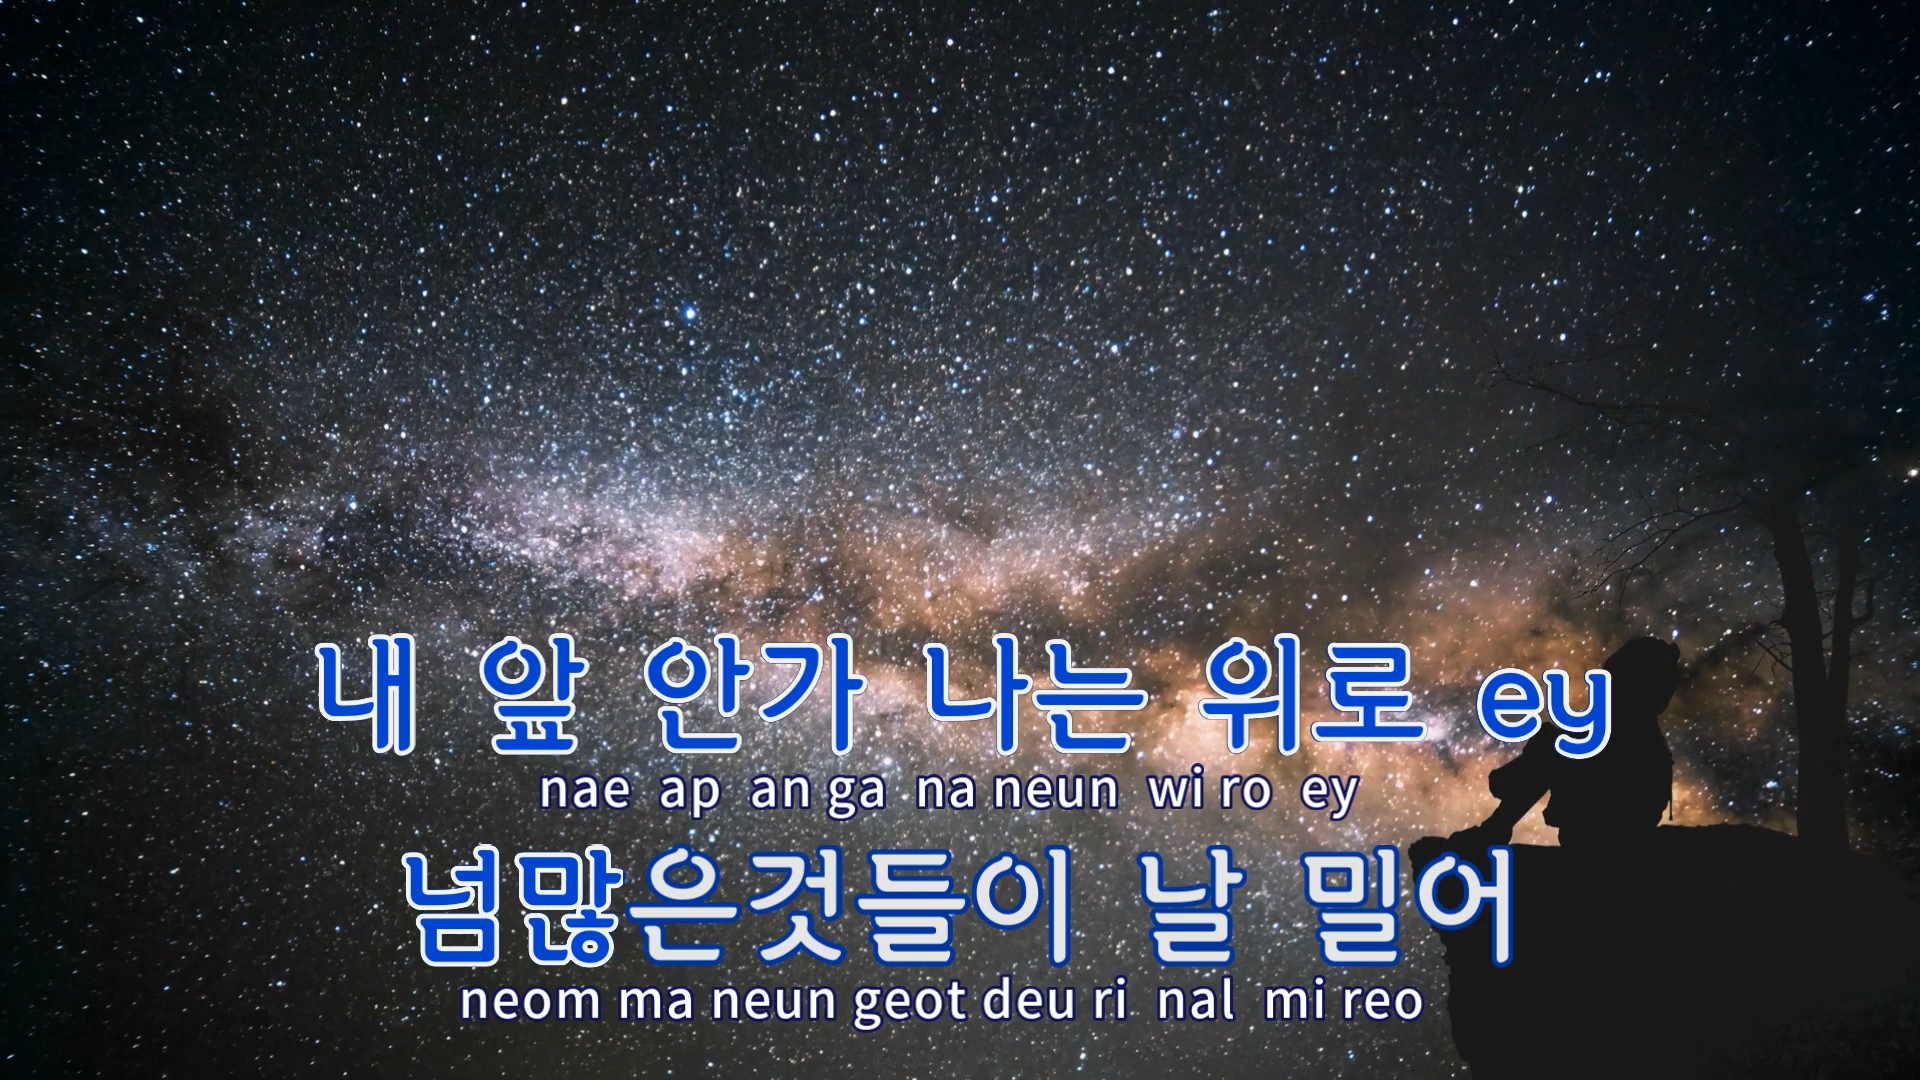 내 앞 안가 나는 위로 ey
nae ap an ga na neun wi ro ey
넘많은것들이 날 밀어
neom ma neun geot deu ri nal mi reo